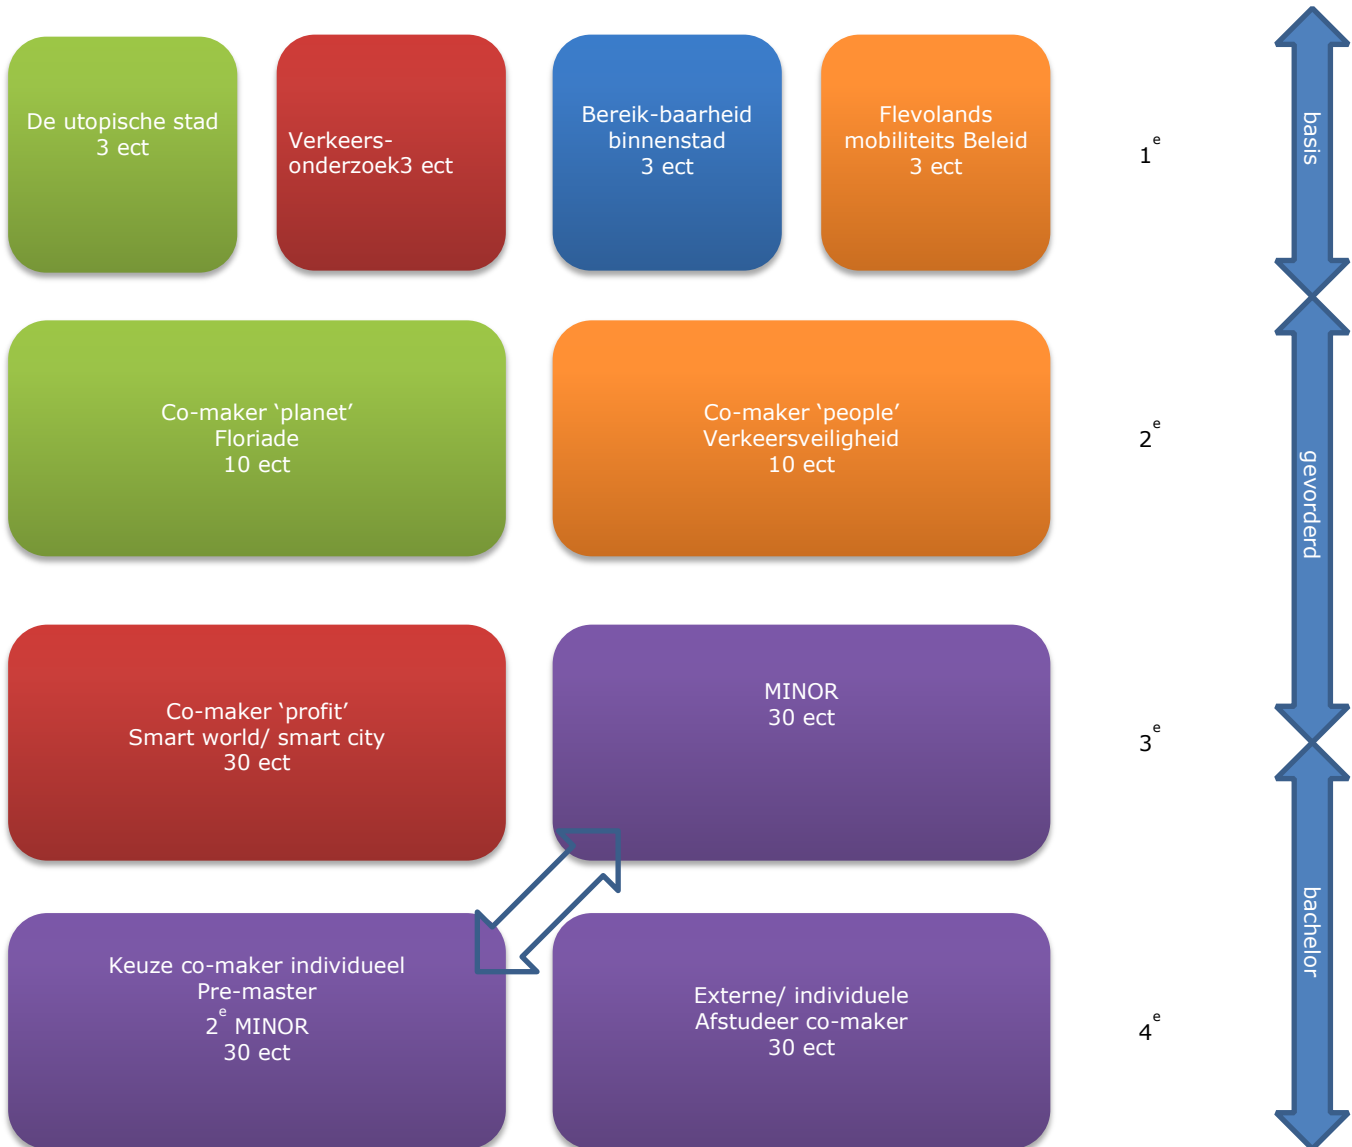 De utopische stad
3 ect
Verkeers-
onderzoek3 ect
Bereik-baarheid
binnenstad
3 ect
Flevolands
mobiliteits Beleid
3 ect
1e
basis
Co-maker ‘planet’
Floriade
10 ect
Co-maker ‘people’
Verkeersveiligheid
10 ect
2e
gevorderd
Co-maker ‘profit’
Smart world/ smart city
30 ect
MINOR
30 ect
3e
bachelor
Keuze co-maker individueel
Pre-master
2e MINOR
30 ect
Externe/ individuele
Afstudeer co-maker
30 ect
4e